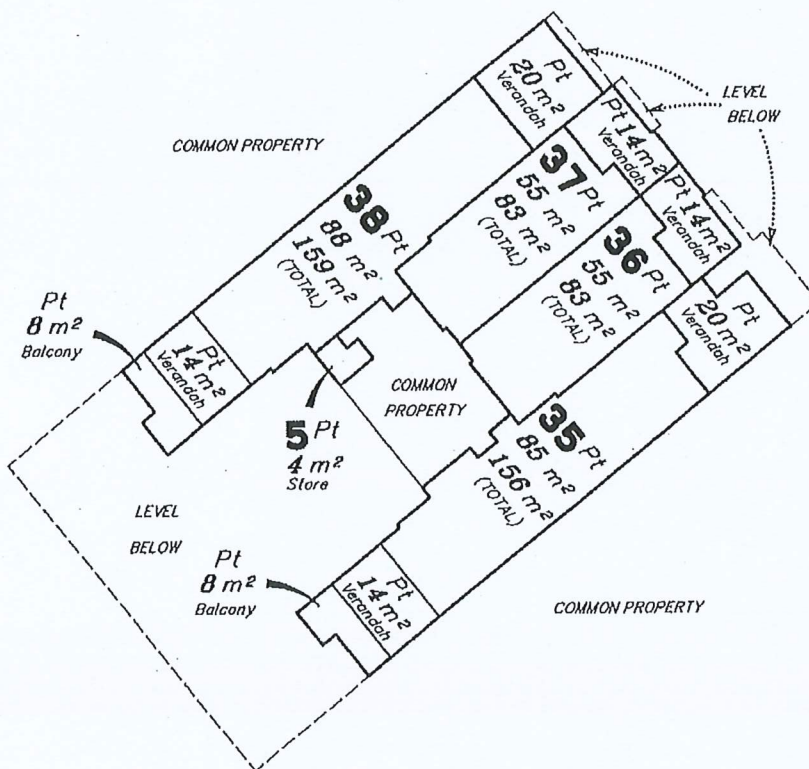 Pt
20 m²
Verandah
LEVEL
BELOW
Pt 14 m²
Verandah
Pt 14 m²
Verandah
COMMON PROPERTY
37 Pt
55 m²
83 m²
(TOTAL)
38 Pt
88 m²
159 m²
(TOTAL)
36 Pt
55 m²
83 m²
(TOTAL)
Pt
20 m²
Verandah
Pt
8 m²
Balcony
Pt
14 m²
Verandah
COMMON
PROPERTY
5 Pt
4 m²
Store
35 Pt
85 m²
156 m²
(TOTAL)
LEVEL
BELOW
Pt
8 m²
Balcony
Pt
14 m²
Verandah
COMMON PROPERTY